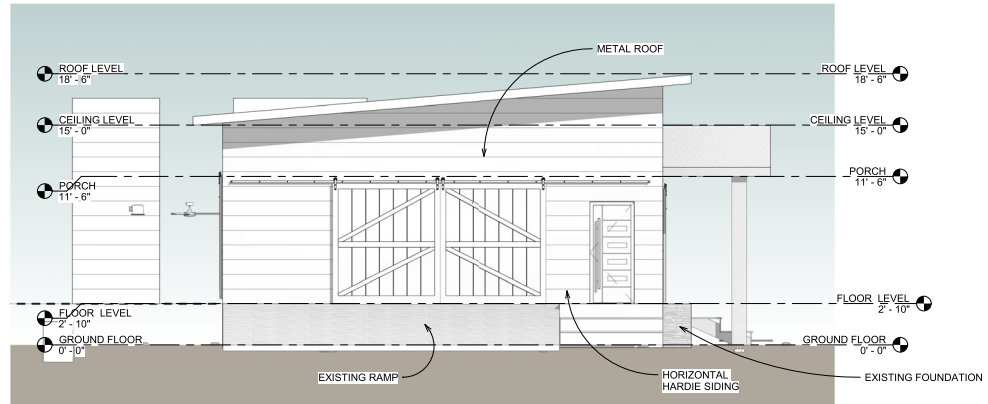 METAL ROOF
ROOF LEVEL
18' - 6"
ROOF LEVEL
18' - 6"
CEILING LEVEL
15' - 0"
CEILING LEVEL
15' - 0"
PORCH
11' - 6"
PORCH
11' - 6"
FLOOR LEVEL
2' - 10"
FLOOR LEVEL
2' - 10"
GROUND FLOOR
0' - 0"
GROUND FLOOR
0' - 0"
EXISTING RAMP
HORIZONTAL
HARDIE SIDING
EXISTING FOUNDATION